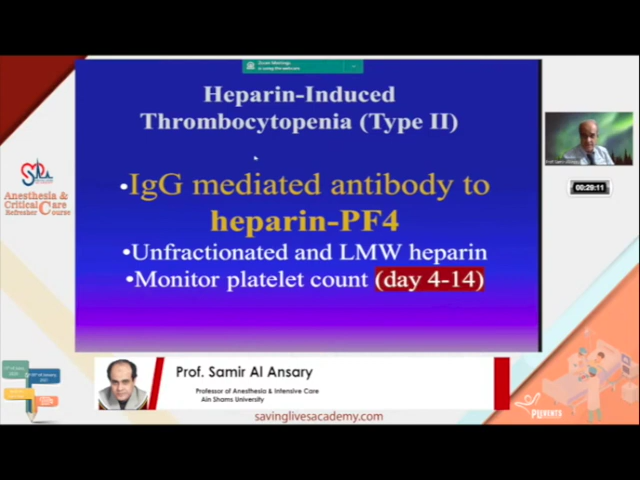 Heparin-Induced
Thrombocytopenia (Type II)
•IgG mediated antibody to
heparin-PF4
•Unfractionated and LMW heparin
•Monitor platelet count (day 4-14)
Anesthesia &
Critical Care
Refresher Course
00:29:11
Prof. Samir Al Ansary
Professor of Anesthesia & Intensive Care
Ain Shams University
savinglivesacademy.com